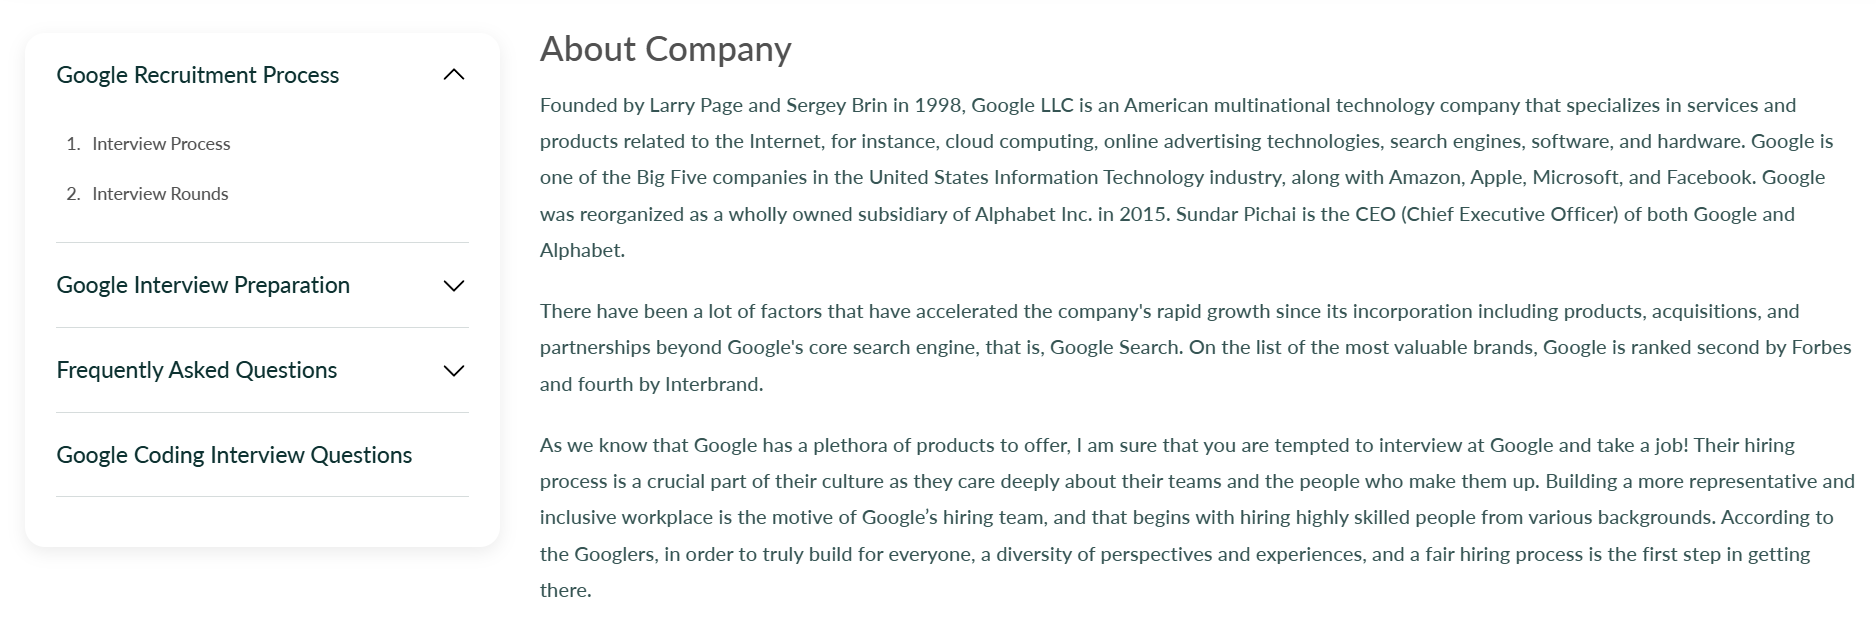 Google Recruitment Process
1. Interview Process
2. Interview Rounds
Google Interview Preparation
Frequently Asked Questions
Google Coding Interview Questions
About Company
Founded by Larry Page and Sergey Brin in 1998, Google LLC is an American multinational technology company that specializes in services and
products related to the Internet, for instance, cloud computing, online advertising technologies, search engines, software, and hardware. Google is
one of the Big Five companies in the United States Information Technology industry, along with Amazon, Apple, Microsoft, and Facebook. Google
was reorganized as a wholly owned subsidiary of Alphabet Inc. in 2015. Sundar Pichai is the CEO (Chief Executive Officer) of both Google and
Alphabet.
There have been a lot of factors that have accelerated the company's rapid growth since its incorporation including products, acquisitions, and
partnerships beyond Google's core search engine, that is, Google Search. On the list of the most valuable brands, Google is ranked second by Forbes
and fourth by Interbrand.
As we know that Google has a plethora of products to offer, I am sure that you are tempted to interview at Google and take a job! Their hiring
process is a crucial part of their culture as they care deeply about their teams and the people who make them up. Building a more representative and
inclusive workplace is the motive of Google’s hiring team, and that begins with hiring highly skilled people from various backgrounds. According to
the Googlers, in order to truly build for everyone, a diversity of perspectives and experiences, and a fair hiring process is the first step in getting
there.